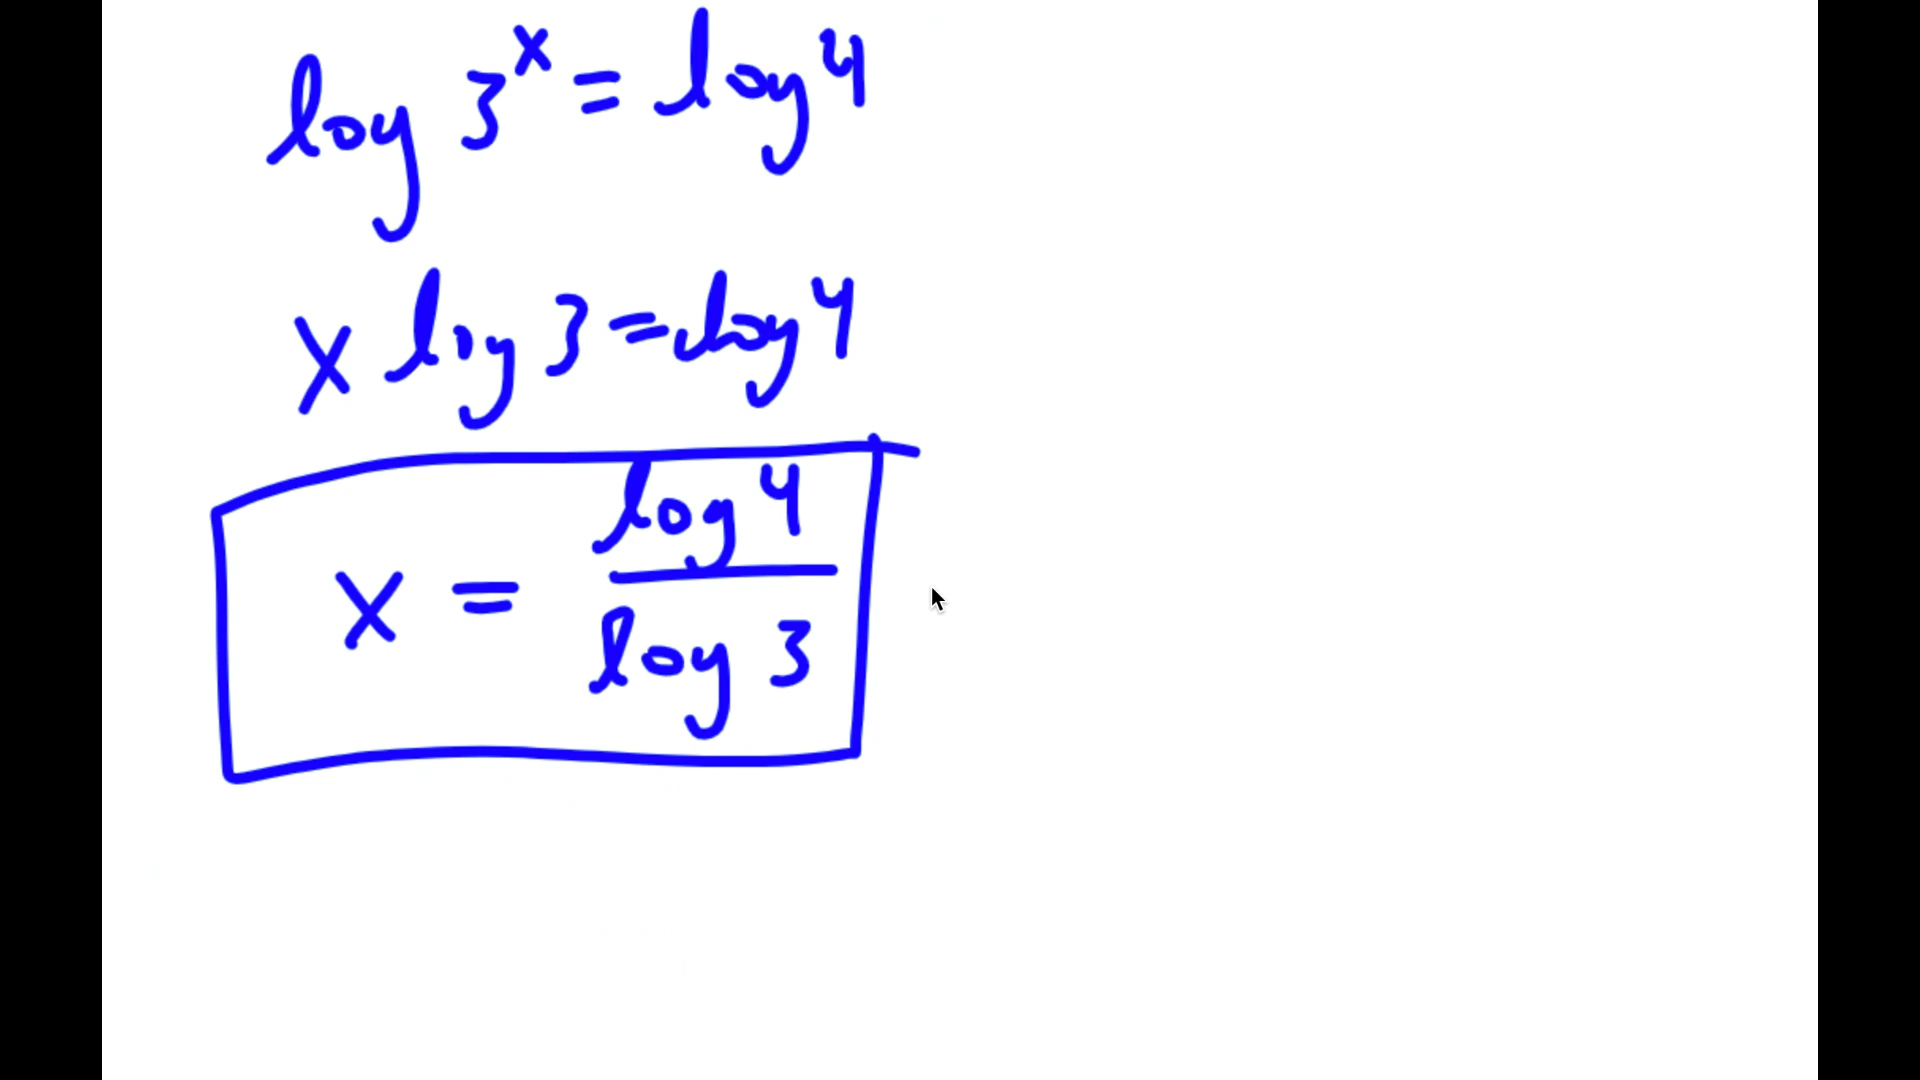 log 3^x = log 4
x log 3 = log 4
x = log 4 / log 3